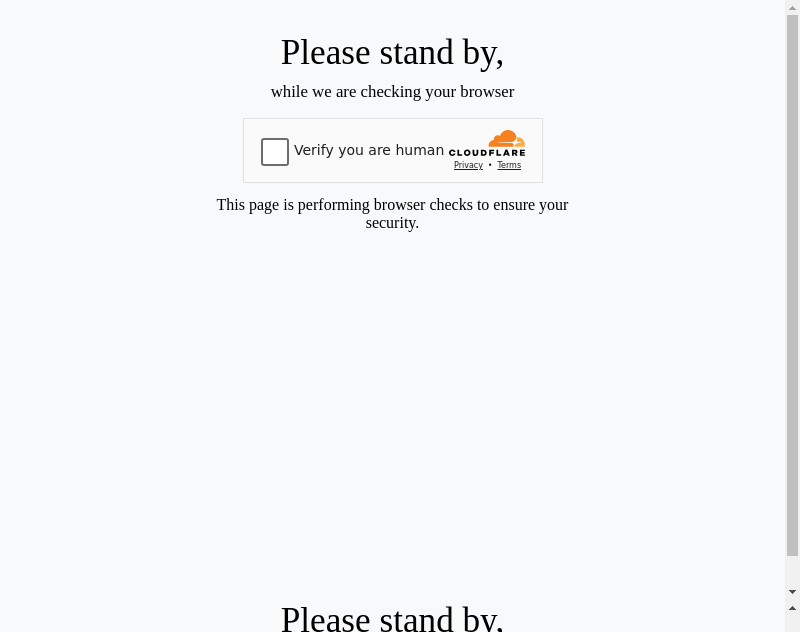 Please stand by,
while we are checking your browser
Verify you are human
CLOUDFLARE
Privacy • Terms
This page is performing browser checks to ensure your
security.
Please stand by,